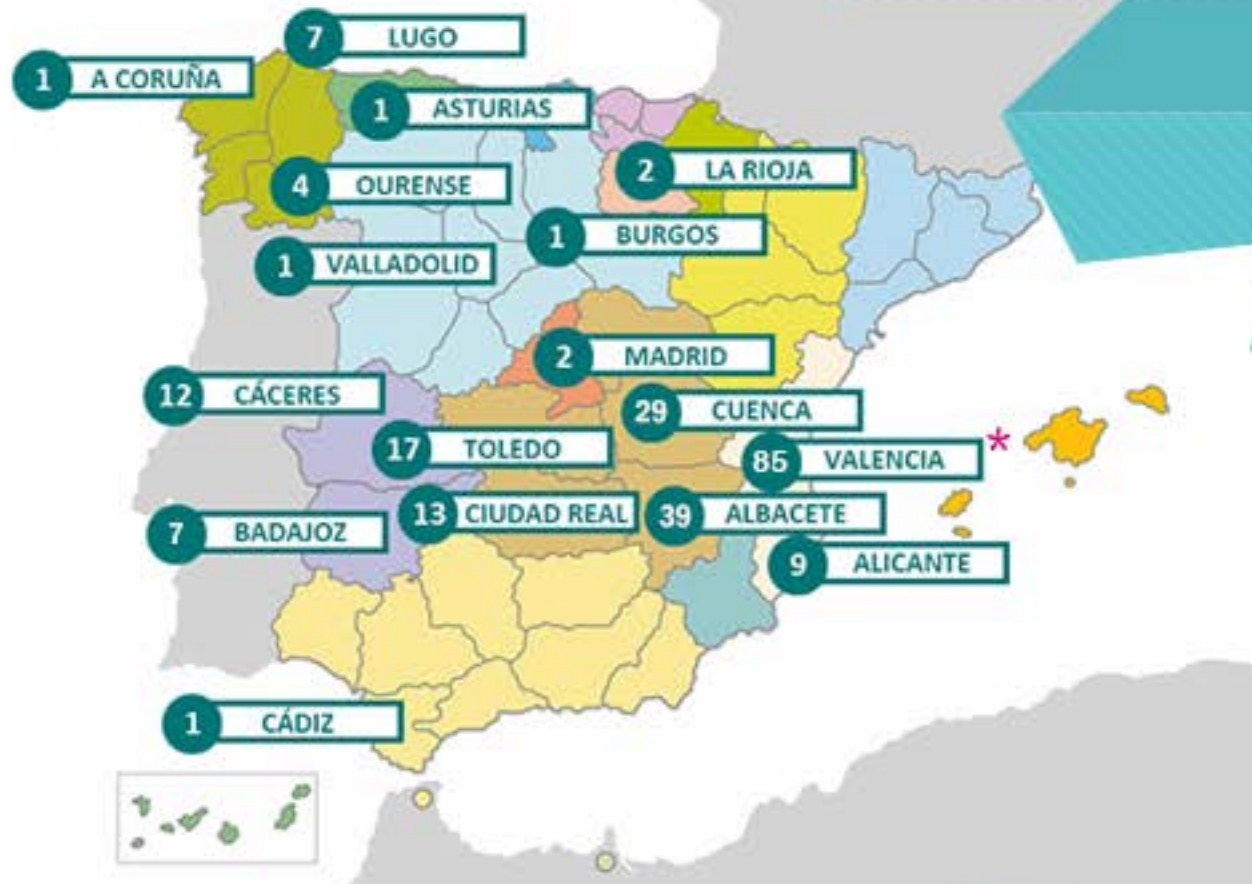 7 LUGO
1 A CORUÑA
1 ASTURIAS
2 LA RIOJA
4 OURENSE
1 BURGOS
1 VALLADOLID
2 MADRID
12 CÁCERES
29 CUENCA
17 TOLEDO
85 VALENCIA *
13 CIUDAD REAL
39 ALBACETE
7 BADAJOZ
9 ALICANTE
1 CÁDIZ